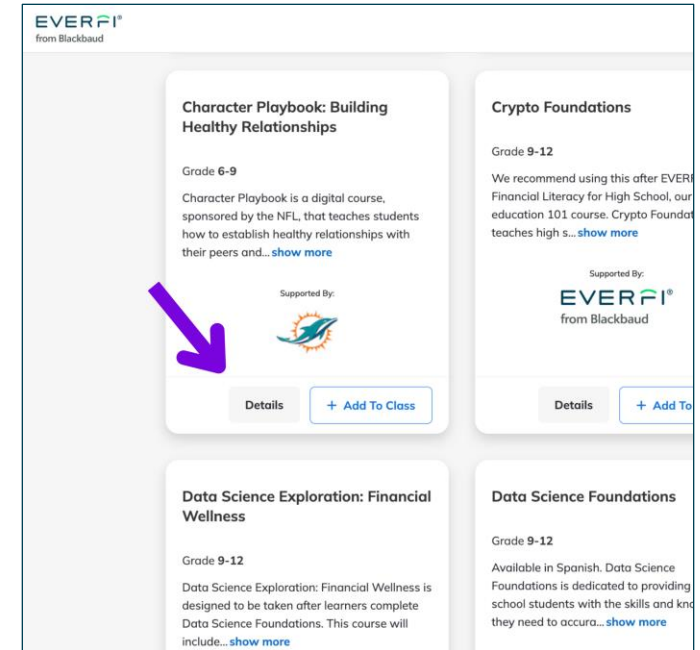 EVERFI®
from Blackbaud
Character Playbook: Building
Healthy Relationships
Grade 6-9
Character Playbook is a digital course,
sponsored by the NFL, that teaches students
how to establish healthy relationships with
their peers and... show more
Supported By:
Details
+ Add To Class
Crypto Foundations
Grade 9-12
We recommend using this after
Financial Literacy for High School, our
education 101 course. Crypto
teaches high s... show more
Supported By:
EVERFI®
from Blackbaud
Details
+ Add To
Data Science Exploration: Financial
Wellness
Grade 9-12
Data Science Exploration: Financial Wellness is
designed to be taken after learners complete
Data Science Foundations. This course will
include... show more
Data Science Foundations
Grade 9-12
Available in Spanish. Data Science
Foundations is dedicated to providing
school students with the skills and
they need to accura... show more